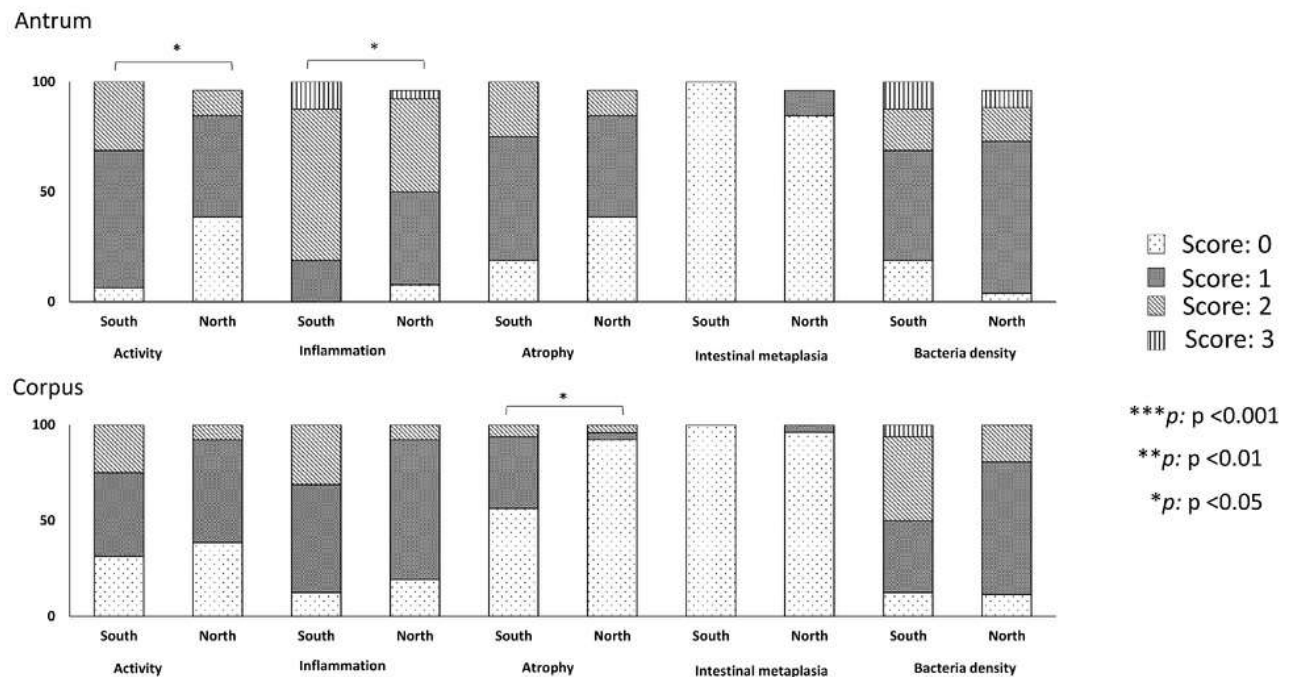 Antrum
*
*
100
50
0
South North South North South North South North South North
Activity Inflammation Atrophy Intestinal metaplasia Bacteria density
Score: 0
Score: 1
Score: 2
Score: 3
Corpus
*
100
50
0
South North South North South North South North South North
Activity Inflammation Atrophy Intestinal metaplasia Bacteria density
***p: p <0.001
**p: p <0.01
*p: p <0.05